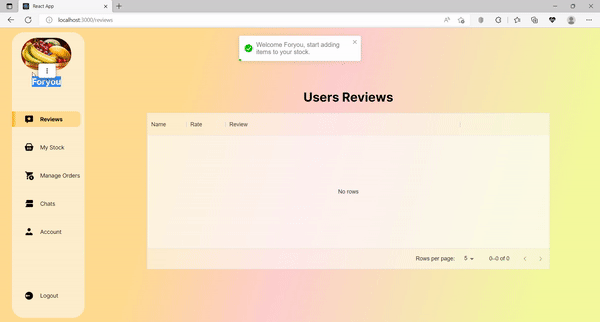 React App
localhost:3000/reviews
Welcome Foryou, start adding
items to your stock.
Foryou
Users Reviews
Name Rate Review
No rows
Rows per page: 5 0–0 of 0
Reviews
My Stock
Manage Orders
Chats
Account
Logout